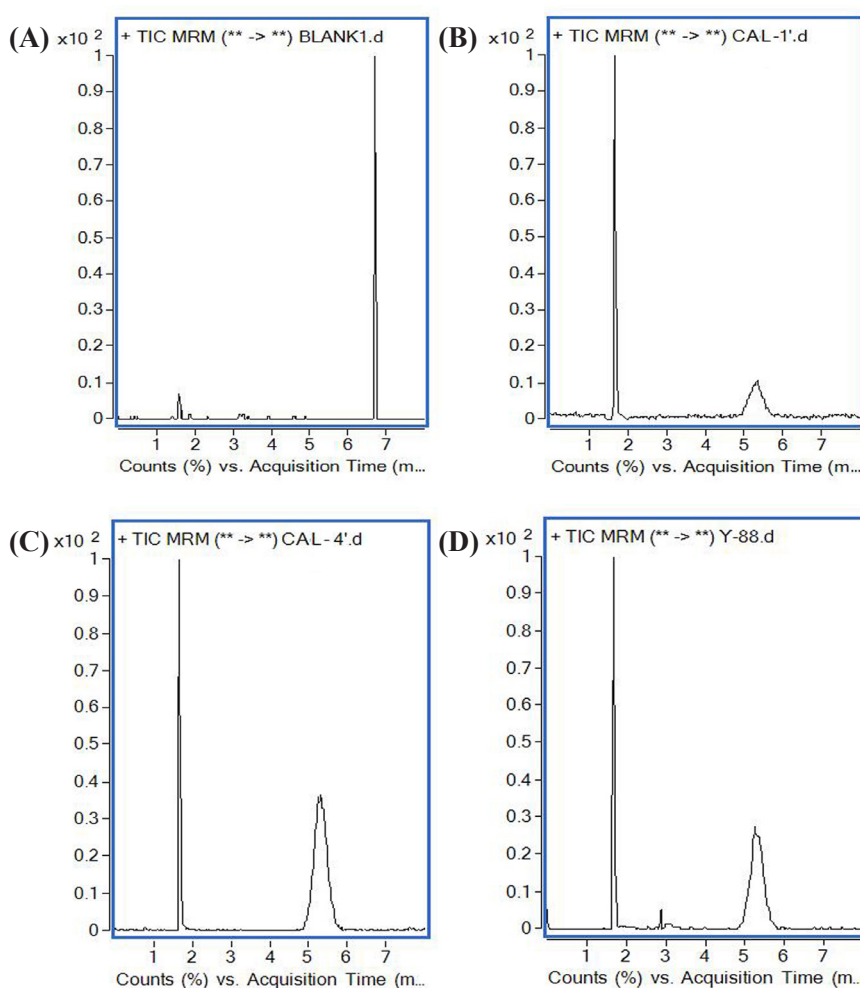 (A)
x10 2
+ TIC MRM (** -> **) BLANK1.d
1
0.9
0.8
0.7
0.6
0.5
0.4
0.3
0.2
0.1
0
1 2 3 4 5 6 7
Counts (%) vs. Acquisition Time (m...
(B)
x10 2
+ TIC MRM (** -> **) CAL-1'.d
1
0.9
0.8
0.7
0.6
0.5
0.4
0.3
0.2
0.1
0
1 2 3 4 5 6 7
Counts (%) vs. Acquisition Time (m...
(C)
x10 2
+ TIC MRM (** -> **) CAL-4'.d
1
0.9
0.8
0.7
0.6
0.5
0.4
0.3
0.2
0.1
0
1 2 3 4 5 6 7
Counts (%) vs. Acquisition Time (m...
(D)
x10 2
+ TIC MRM (** -> **) Y-88.d
1
0.9
0.8
0.7
0.6
0.5
0.4
0.3
0.2
0.1
0
1 2 3 4 5 6 7
Counts (%) vs. Acquisition Time (m...